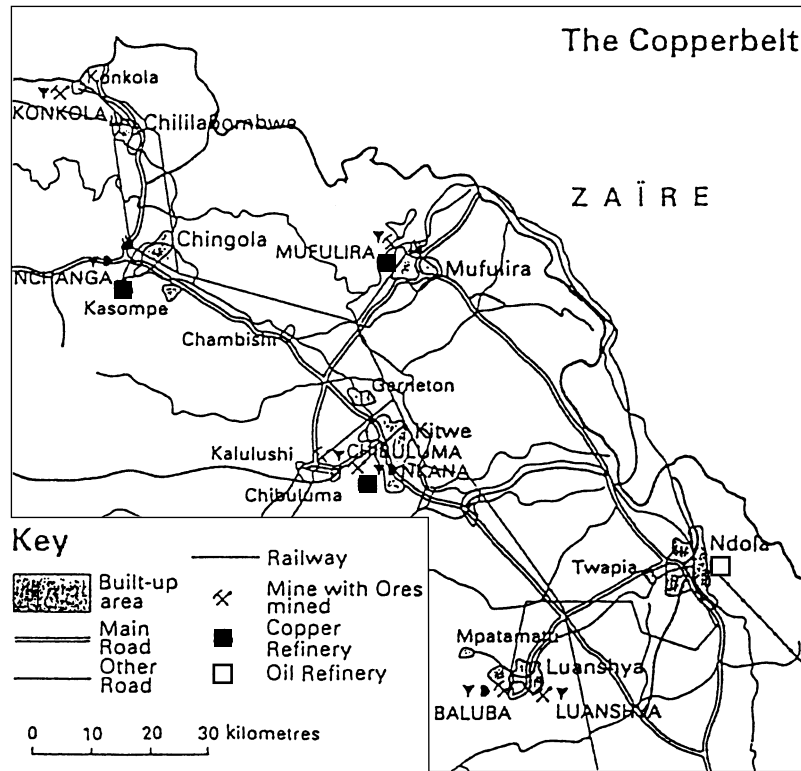 The Copperbelt
Konkola
KONKOLA
Chililabombwe
ZAÏRE
Chingola
MUFULIRA
Mufulira
NCHANGA
Kasompe
Chambishi
Garneton
Kitwe
Kalulushi
CHIBULUMA
NKANA
Chibuluma
Key
Railway
Ndola
Built-up
area
Mine with Ores
mined
Twapia
Main
Road
Copper
Refinery
Mpatamatu
Other
Road
Oil Refinery
Luanshya
BALUBA
LUANSHYA
0 10 20 30 kilometres